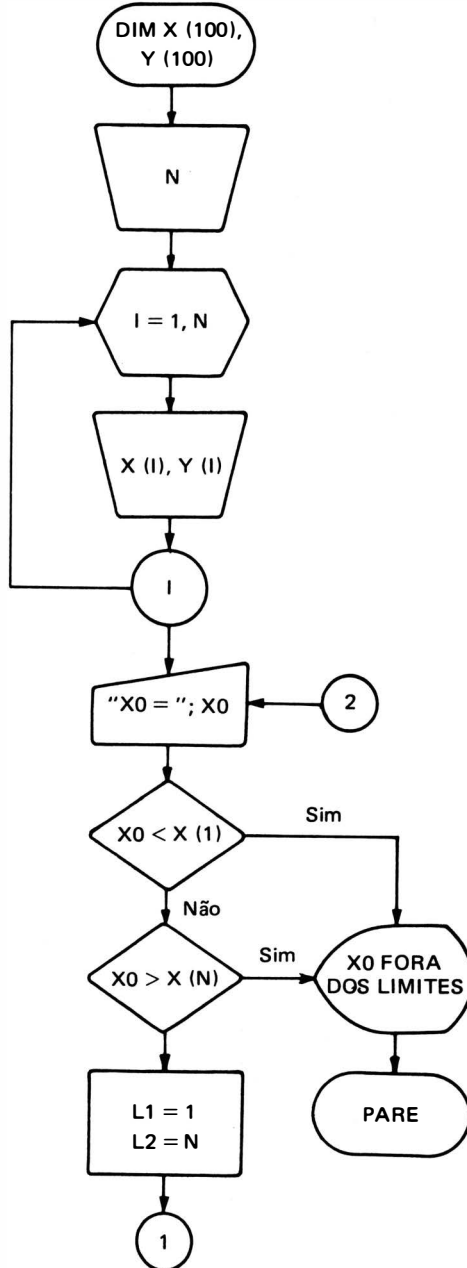 DIM X (100),
Y (100)
N
I = 1, N
X (I), Y (I)
I
"X0 = "; X0
2
X0 < X (1)
Sim
Não
X0 > X (N)
Sim
X0 FORA
DOS LIMITES
L1 = 1
L2 = N
PARE
1